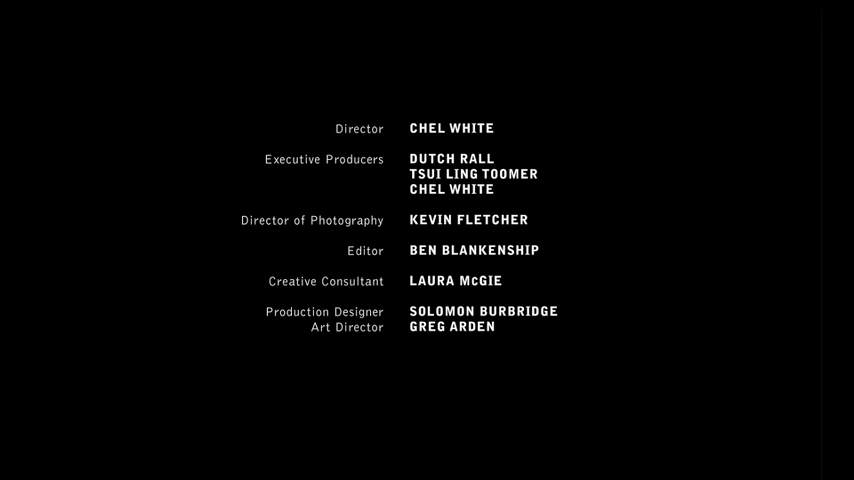 Director CHEL WHITE
Executive Producers DUTCH RALL
TSUI LING TOOMER
CHEL WHITE
Director of Photography KEVIN FLETCHER
Editor BEN BLANKENSHIP
Creative Consultant LAURA McGIE
Production Designer SOLOMON BURBRIDGE
Art Director GREG ARDEN